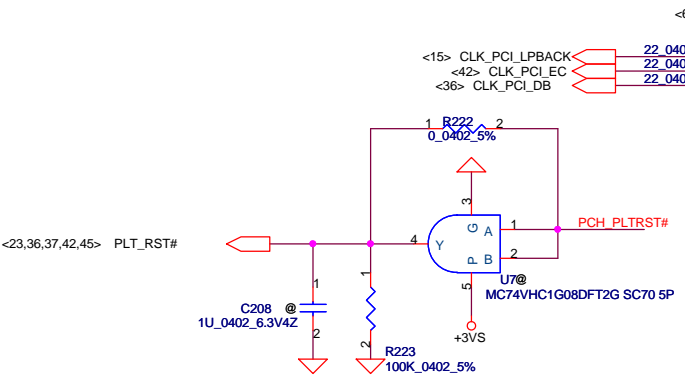 <6
<15> CLK_PCI_LPBACK 22_040
<42> CLK_PCI_EC 22_040
<36> CLK_PCI_DB 22_040
1 R222 2
0_0402_5%
3
G A 1 PCH_PLTRST#
<23,36,37,42,45> PLT_RST# 4 Y
P B 2
5 U7@
MC74VHC1G08DFT2G SC70 5P
1 1
C208 @
1U_0402_6.3V4Z
2 2
+3VS
R223
100K_0402_5%